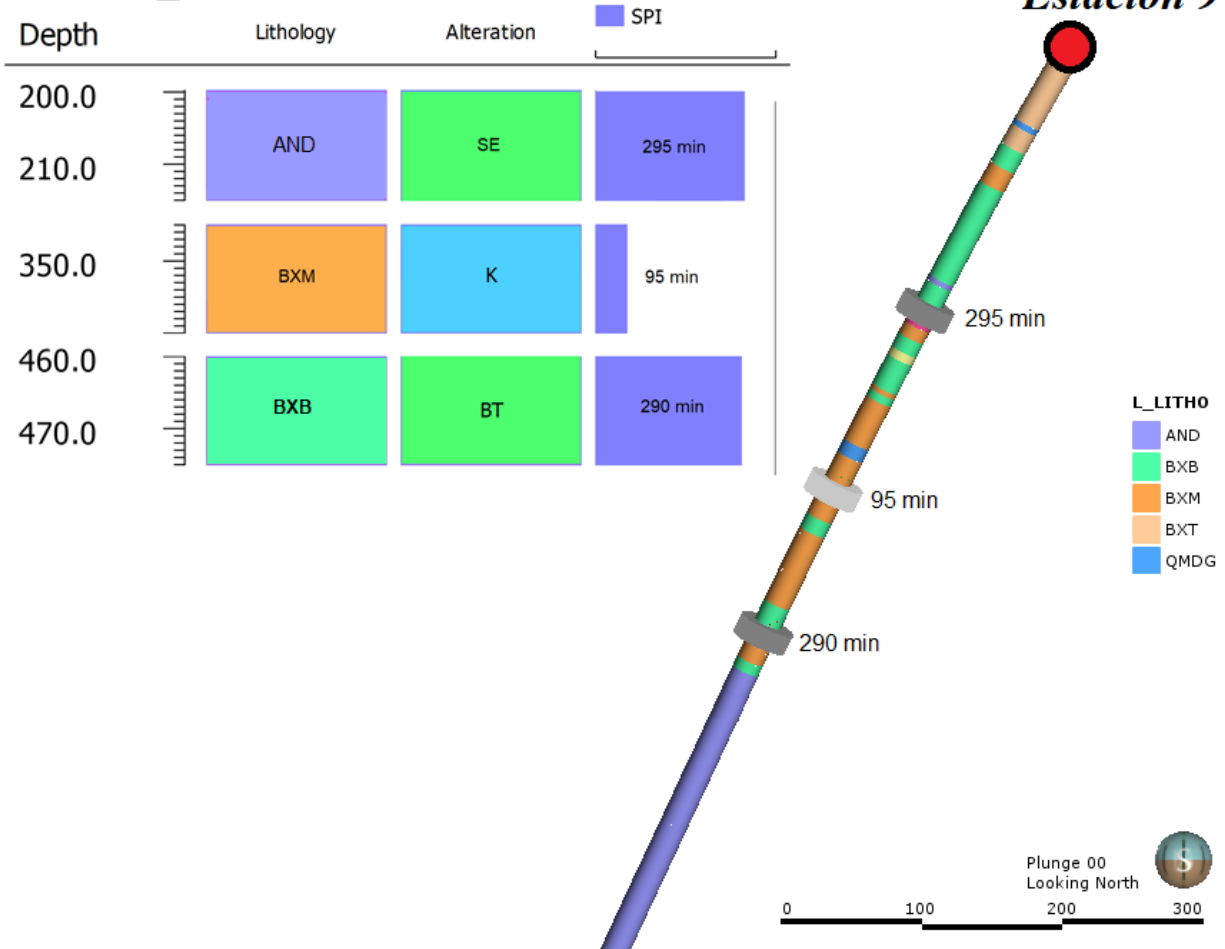 Estación 9
SPI
Depth
Lithology
Alteration
200.0
210.0
AND
SE
295 min
350.0
BXM
K
95 min
460.0
470.0
BXB
BT
290 min
295 min
95 min
290 min
L_LITHO
AND
BXB
BXM
BXT
QMDG
Plunge 00
Looking North
S
0 100 200 300